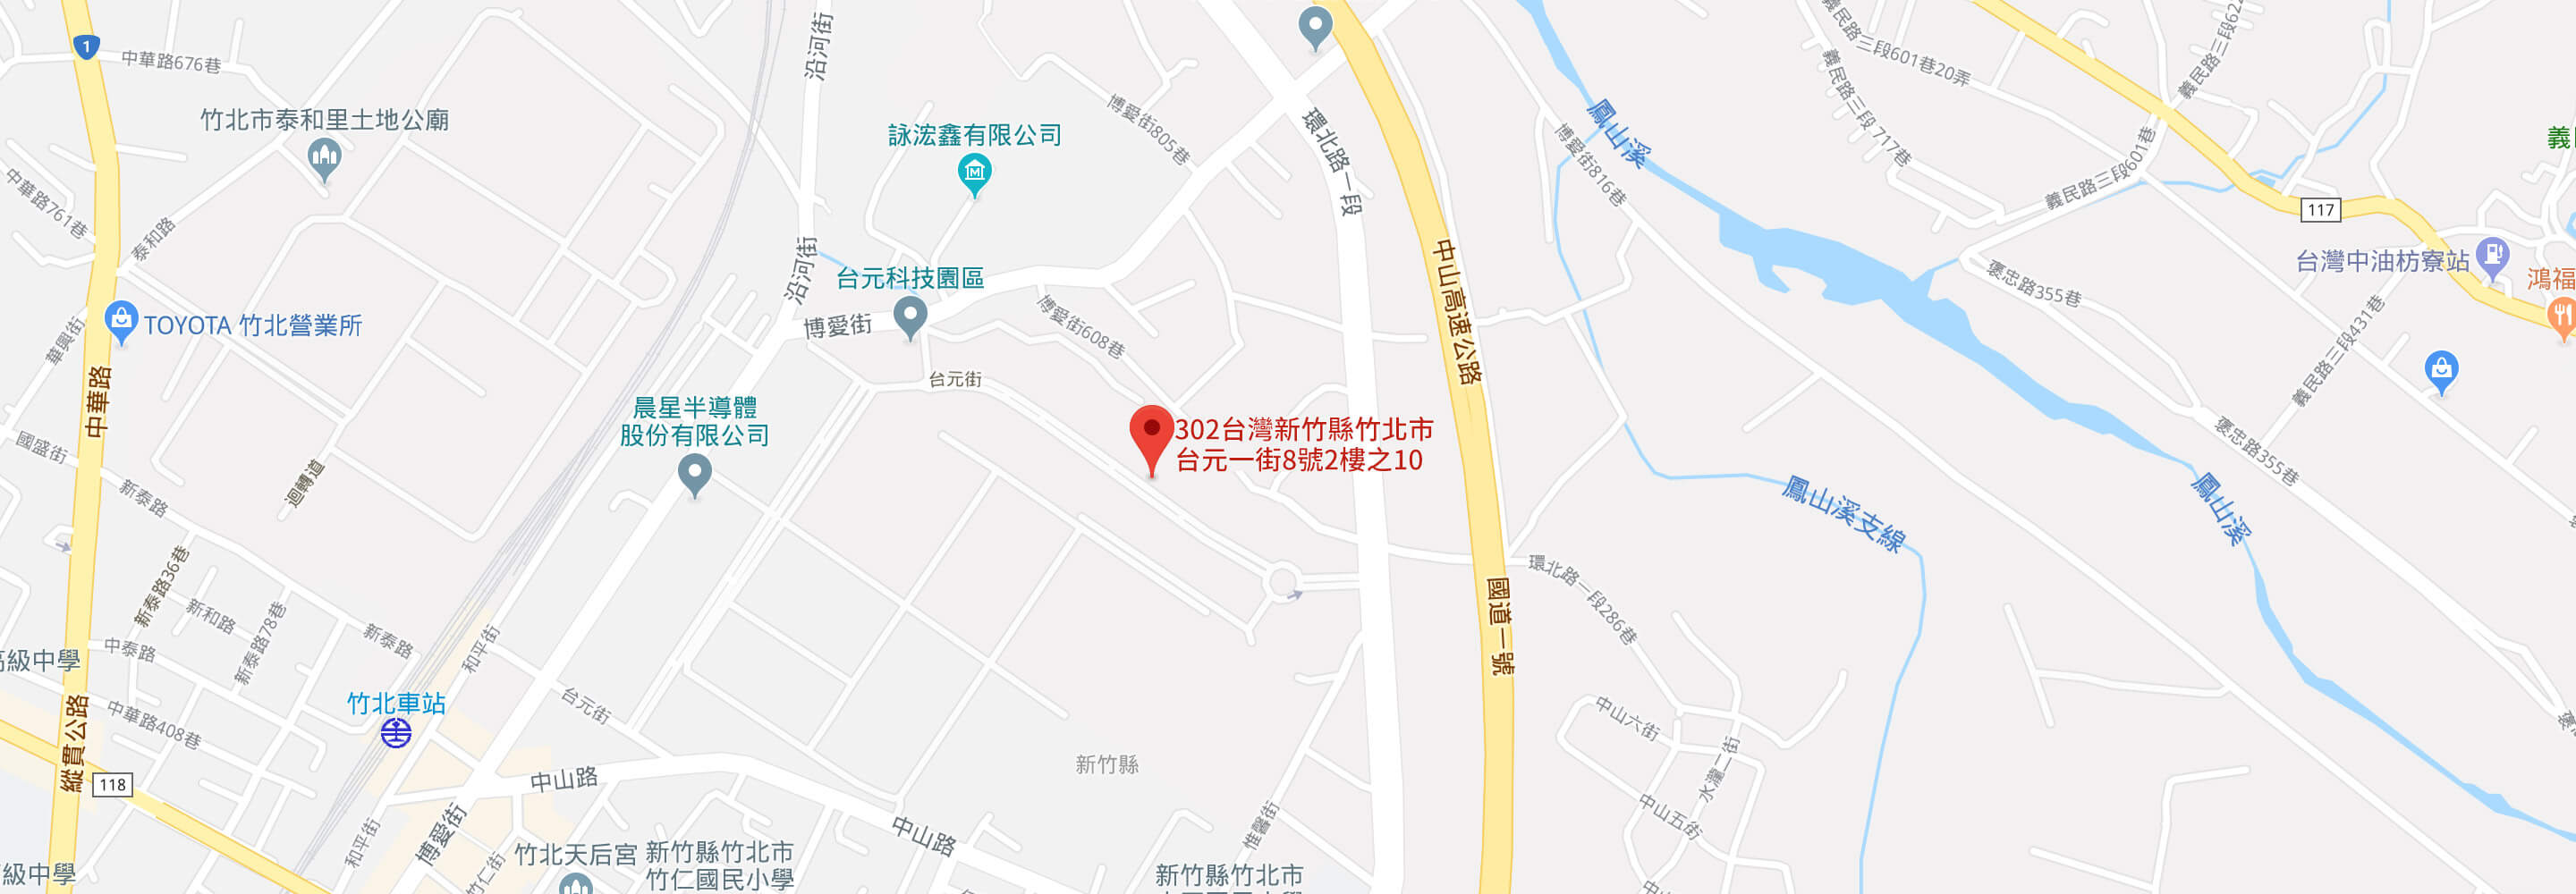 1
中華路676巷
沿河街
義民路三段601巷20弄
義民路三段 717巷
竹北市泰和里土地公廟
詠浤鑫有限公司
博愛街805巷
環北路一段
鳳山溪
博愛街816巷
義民路三段601巷
中華路761巷
泰和路
117
台灣中油枋寮站
沿河街
台元科技園區
中山高速公路
褒忠路355巷
鴻福
TOYOTA 竹北營業所
博愛街
博愛街608巷
華興街
中華路
台元街
義民路三段431巷
晨星半導體
股份有限公司
302台灣新竹縣竹北市
台元一街8號2樓之10
國盛街
新泰路
迴轉道
褒忠路355巷
鳳山溪支線
鳳山溪
新泰路36巷
新和路
新泰路78巷
中泰路
新泰路
和平街
國道一號
環北路一段286巷
級中學
竹北車站
中華路408巷
台元街
縱貫公路
118
中山路
新竹縣
中山六街
水瀧二街
中山五街
博愛街
和平街
竹仁街
中山路
惟馨街
竹北天后宮
新竹縣竹北市
竹仁國民小學
新竹縣竹北市
級中學